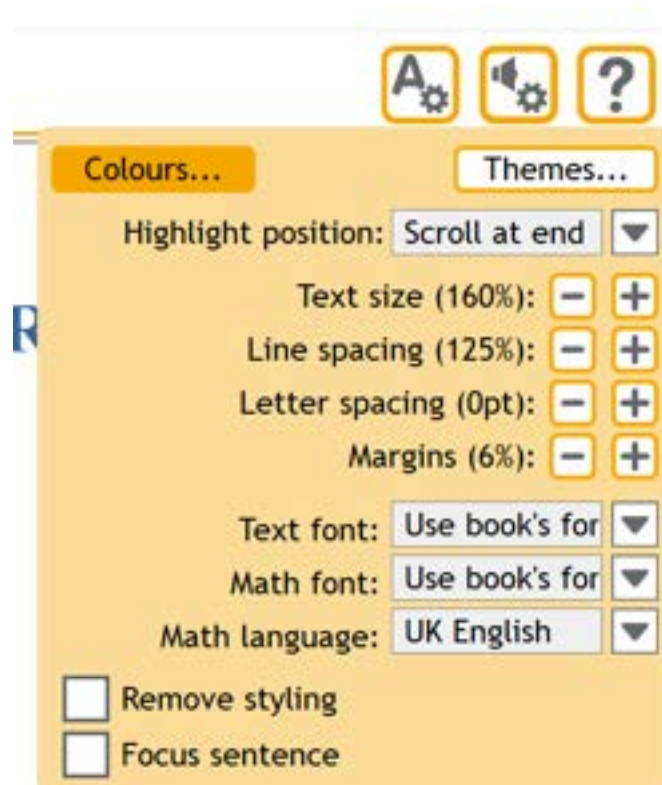 A ?
Colours... Themes...
Highlight position: Scroll at end
Text size (160%): − +
Line spacing (125%): − +
Letter spacing (0pt): − +
Margins (6%): − +
R
Text font: Use book's for
Math font: Use book's for
Math language: UK English
Remove styling
Focus sentence